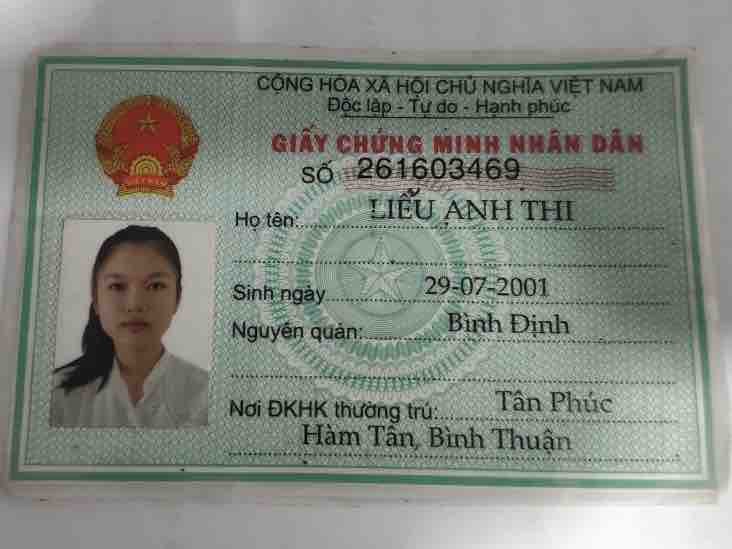 CỘNG HÒA XÃ HỘI CHỦ NGHĨA VIỆT NAM
Độc lập - Tự do - Hạnh phúc
GIẤY CHỨNG MINH NHÂN DÂN
SỐ 261603469
Họ tên: LIỄU ANH THI
Sinh ngày 29-07-2001
Nguyên quán: Bình Định
Nơi ĐKHK thường trú: Tân Phúc
Hàm Tân, Bình Thuận